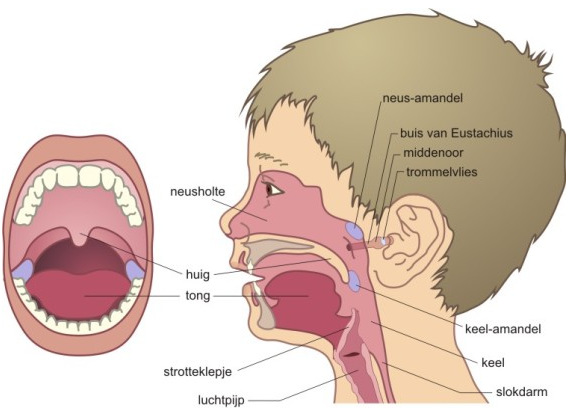 neus-amandel
buis van Eustachius
middenoor
trommelvlies
neusholte
huig
tong
keel-amandel
keel
strotteklepje
slokdarm
luchtpijp